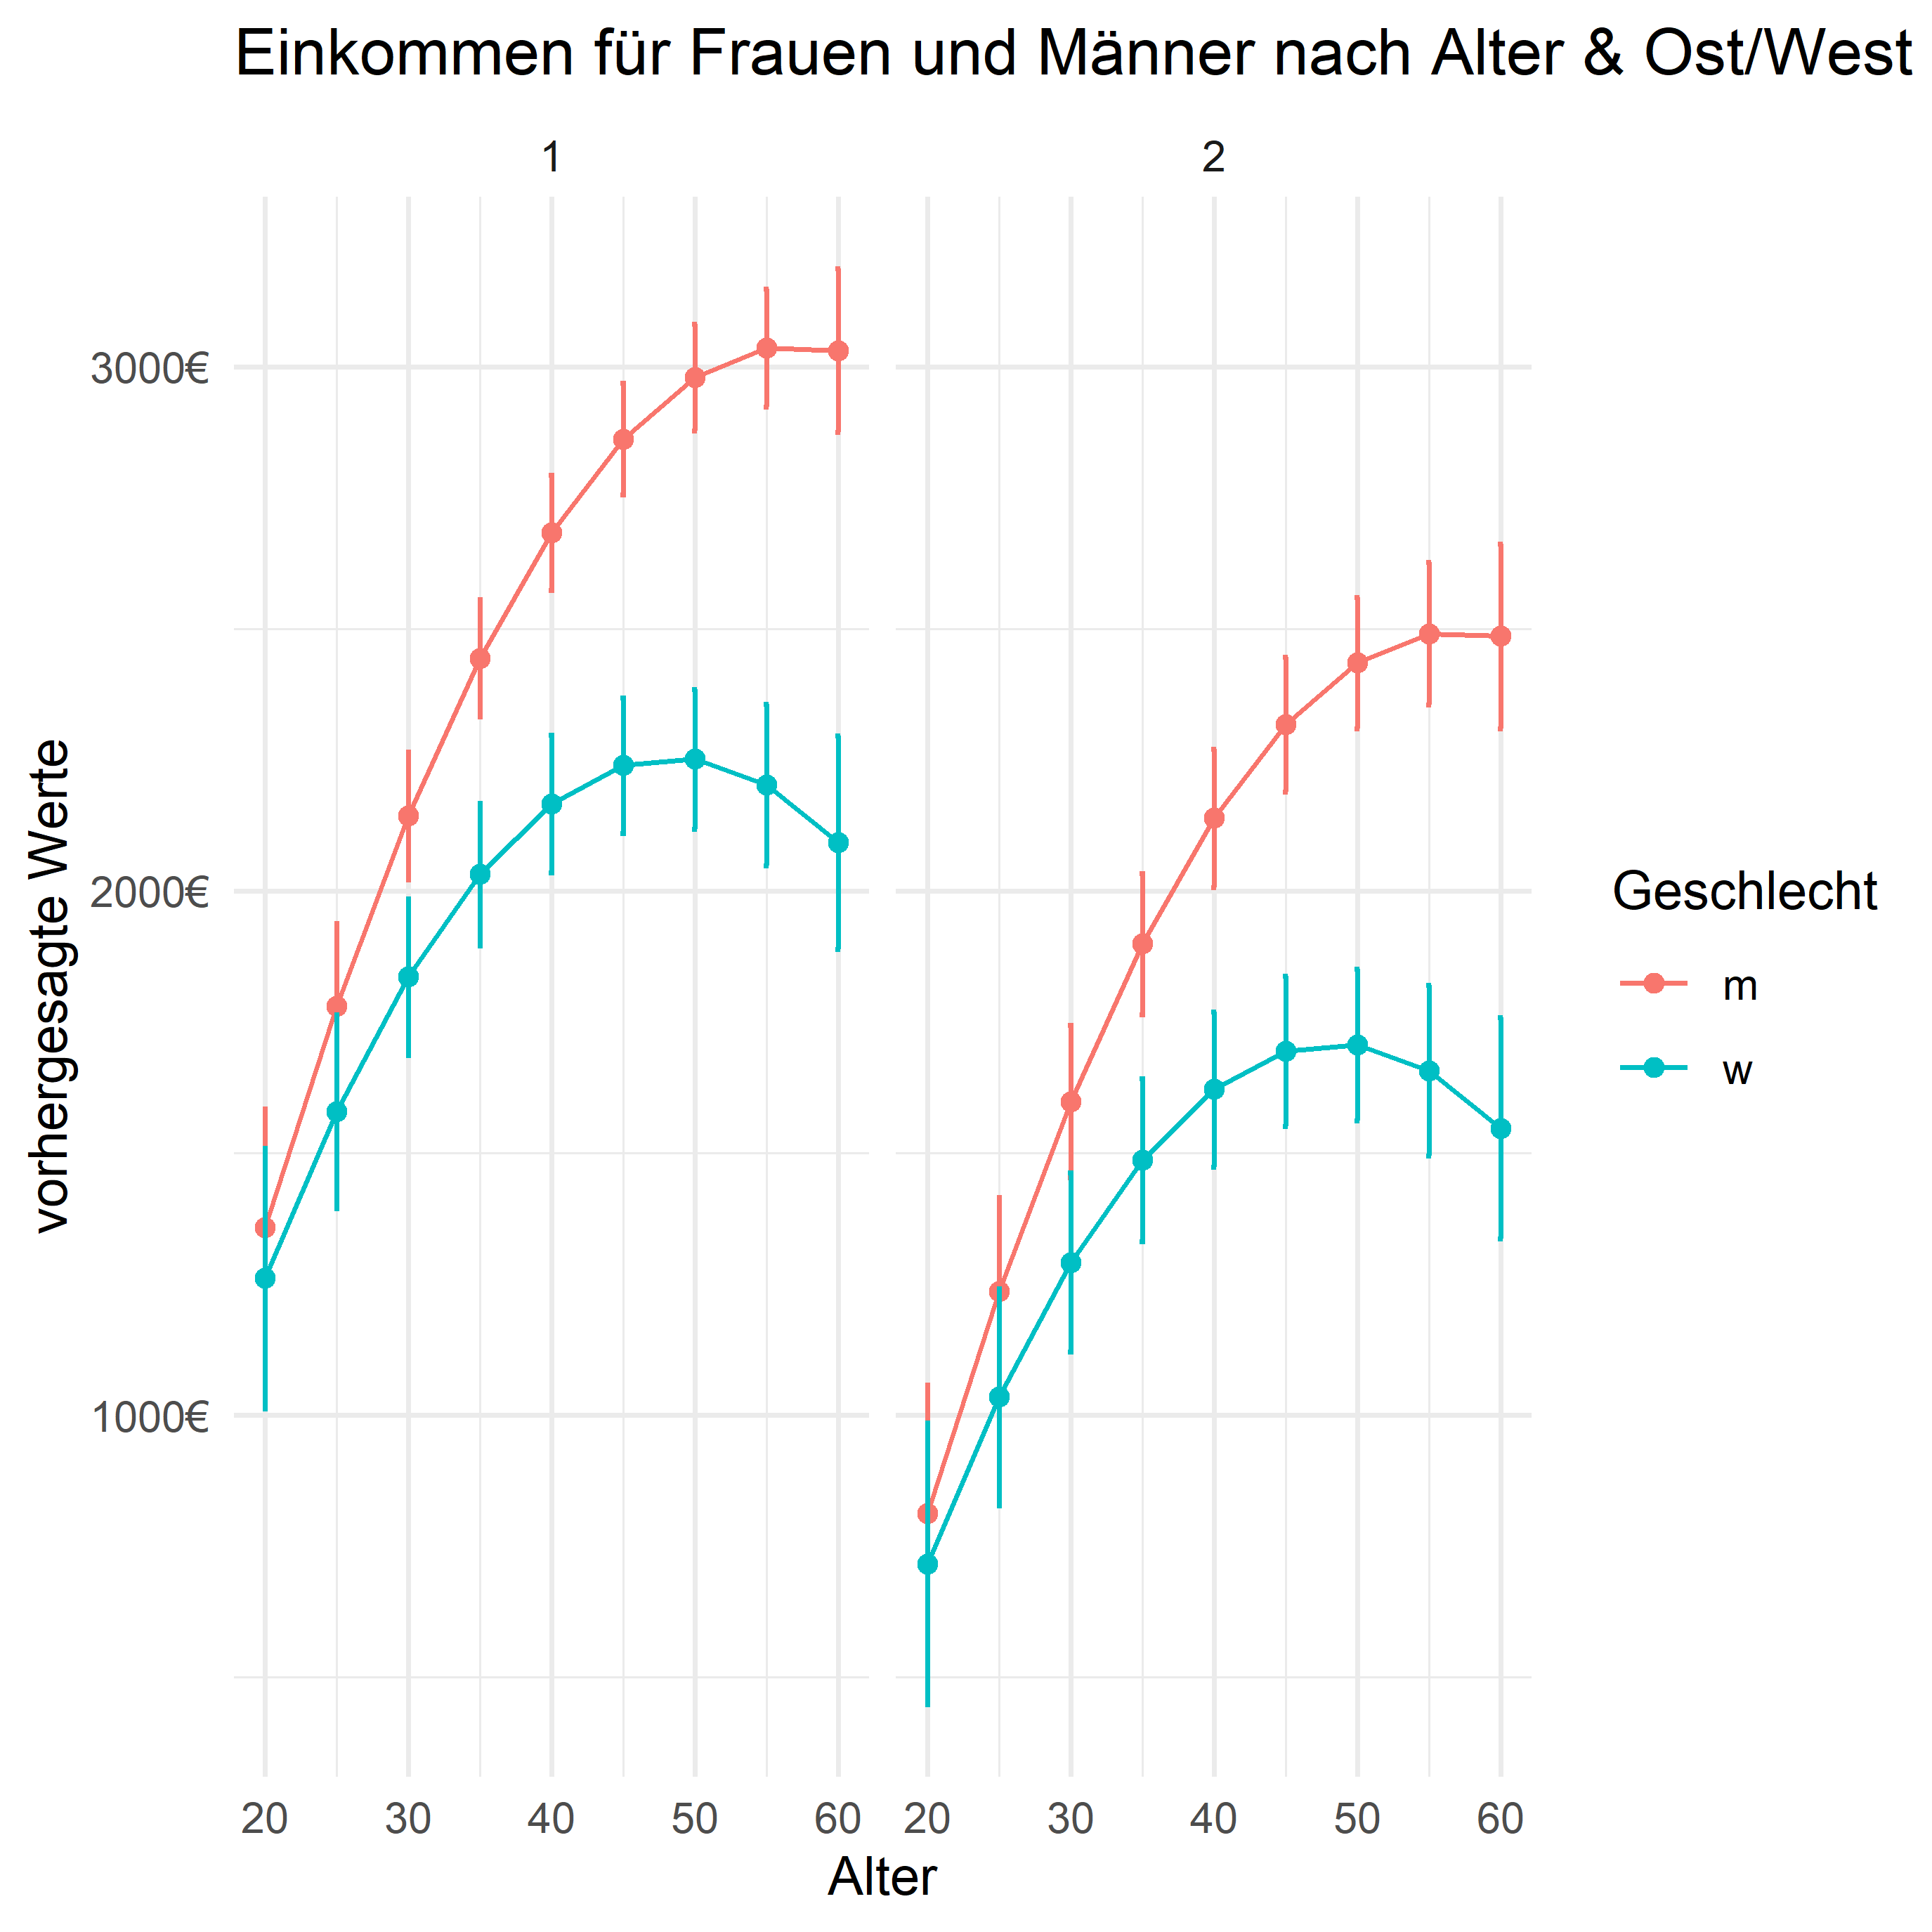 Einkommen für Frauen und Männer nach Alter & Ost/West
1 2
3000€
2000€
1000€
vorhergesagte Werte
20 30 40 50 60 20 30 40 50 60
Alter
Geschlecht
m
w